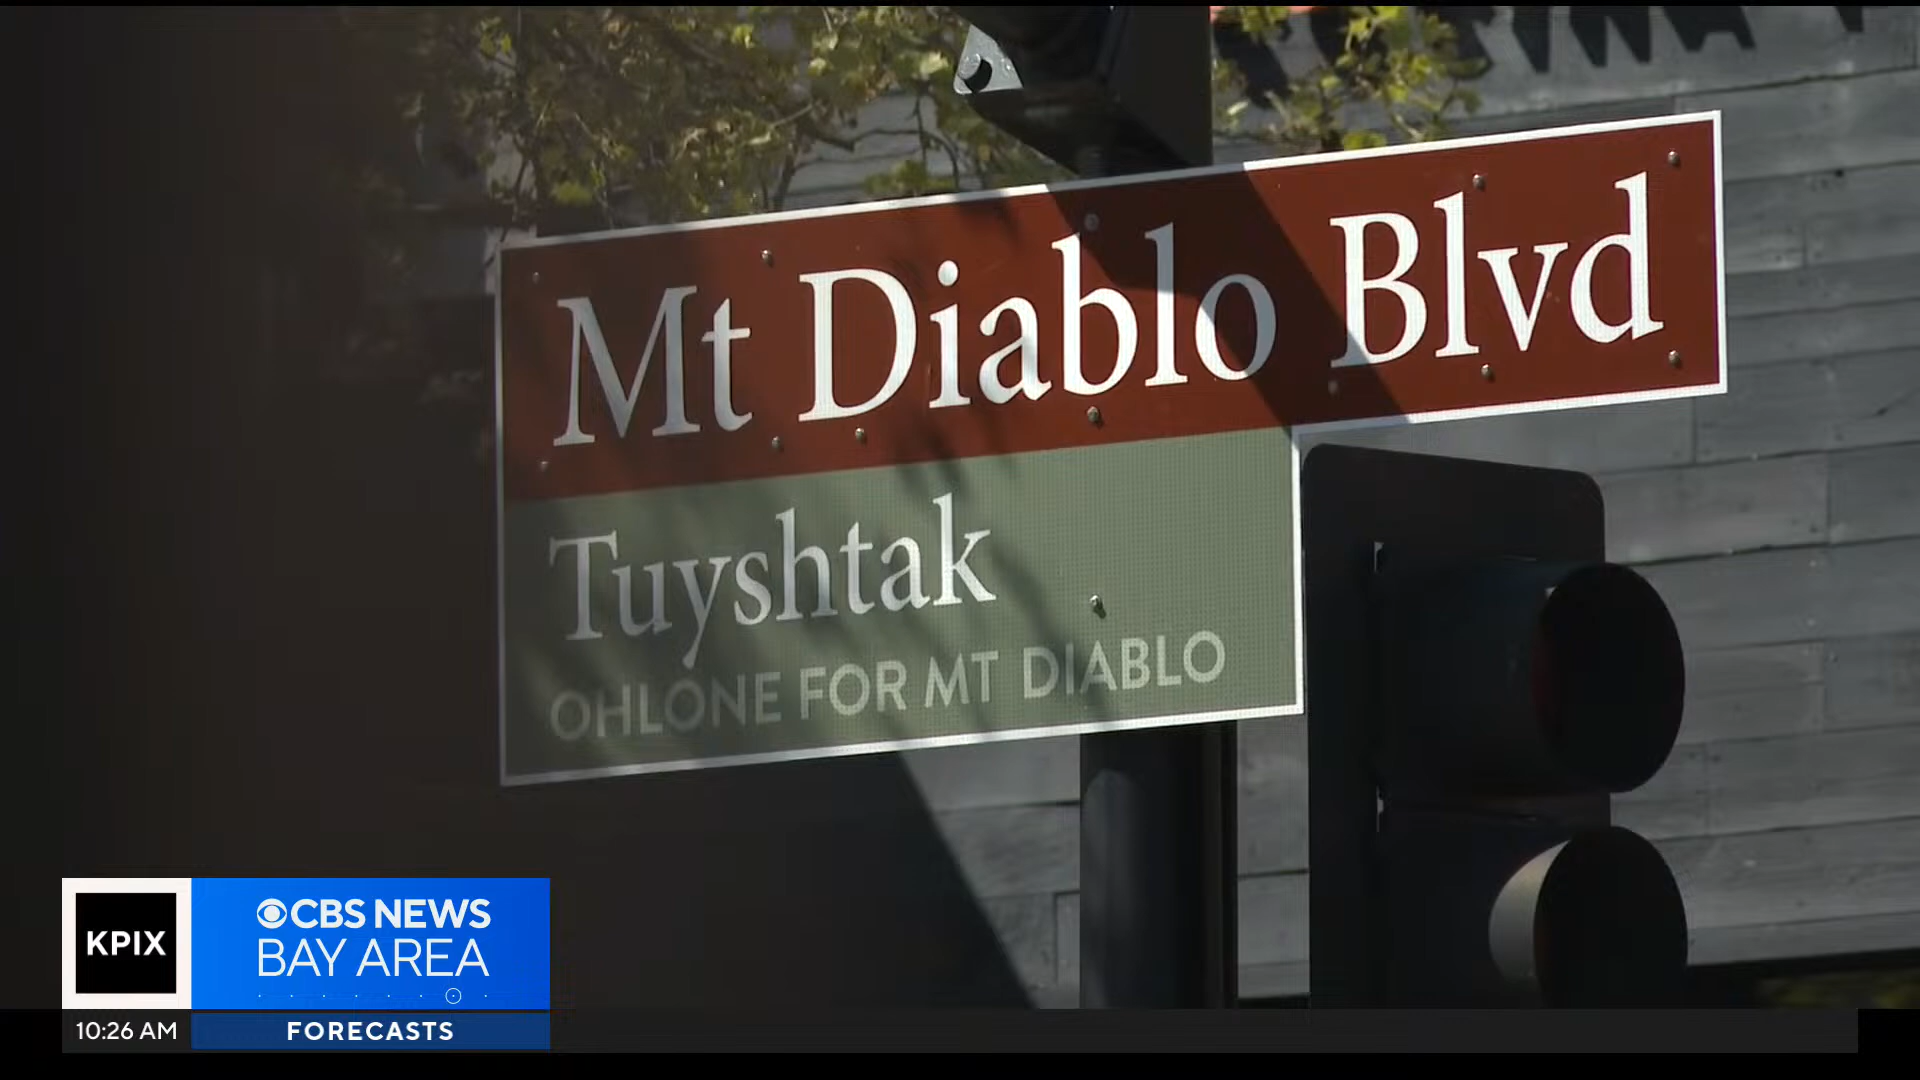 Mt Diablo Blvd
Tuyshtak
OHLONE FOR MT DIABLO
KPIX
CBS NEWS
BAY AREA
10:26 AM
FORECASTS